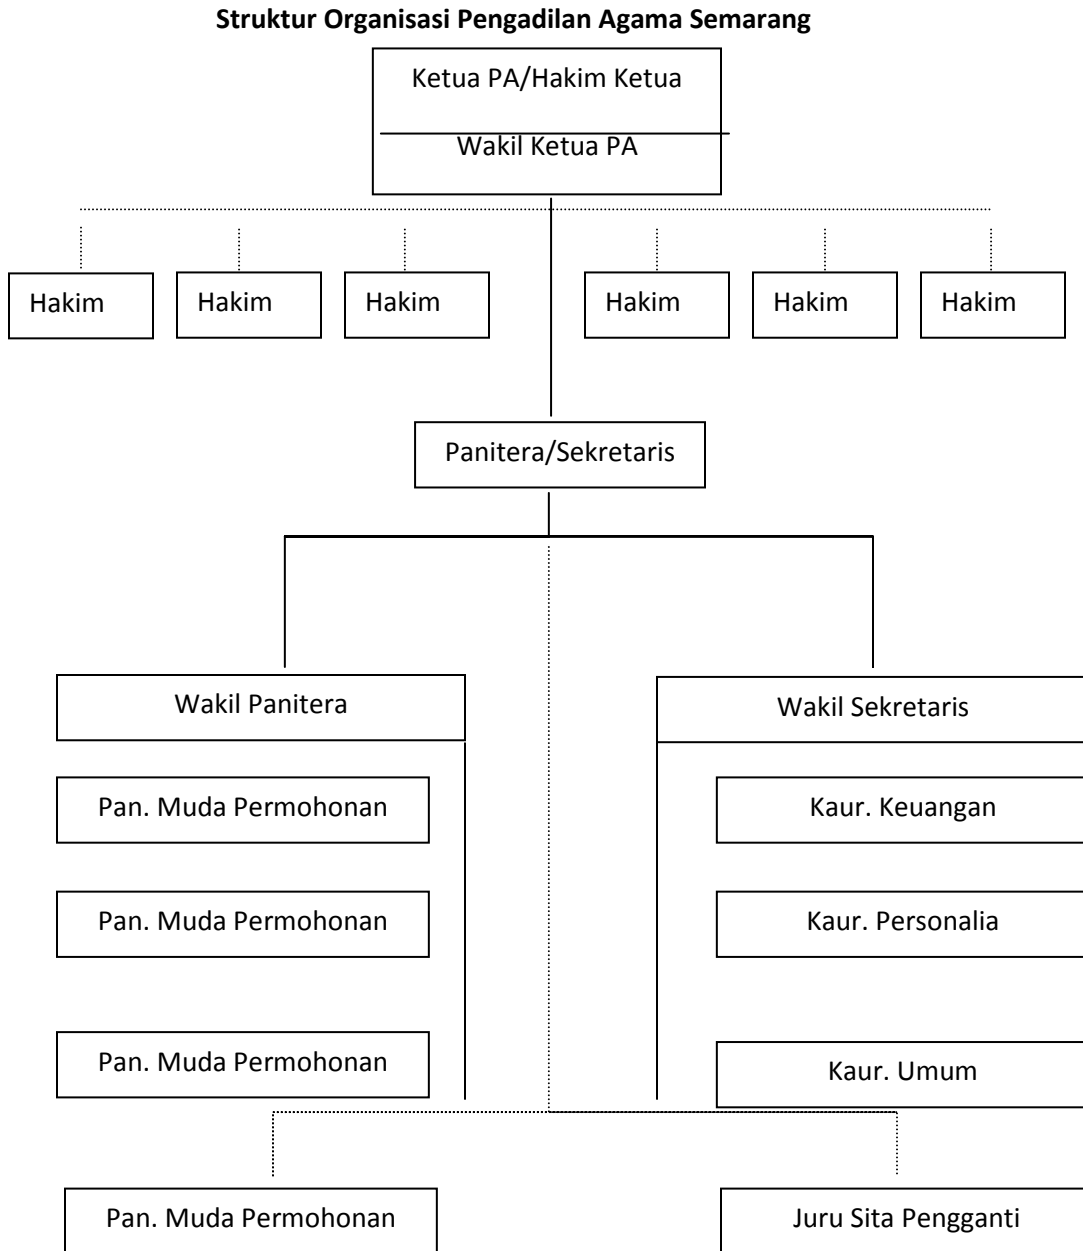 Struktur Organisasi Pengadilan Agama Semarang
Ketua PA/Hakim Ketua
Wakil Ketua PA
Hakim
Hakim
Hakim
Hakim
Hakim
Hakim
Panitera/Sekretaris
Wakil Panitera
Wakil Sekretaris
Pan. Muda Permohonan
Kaur. Keuangan
Pan. Muda Permohonan
Kaur. Personalia
Pan. Muda Permohonan
Kaur. Umum
Pan. Muda Permohonan
Juru Sita Pengganti